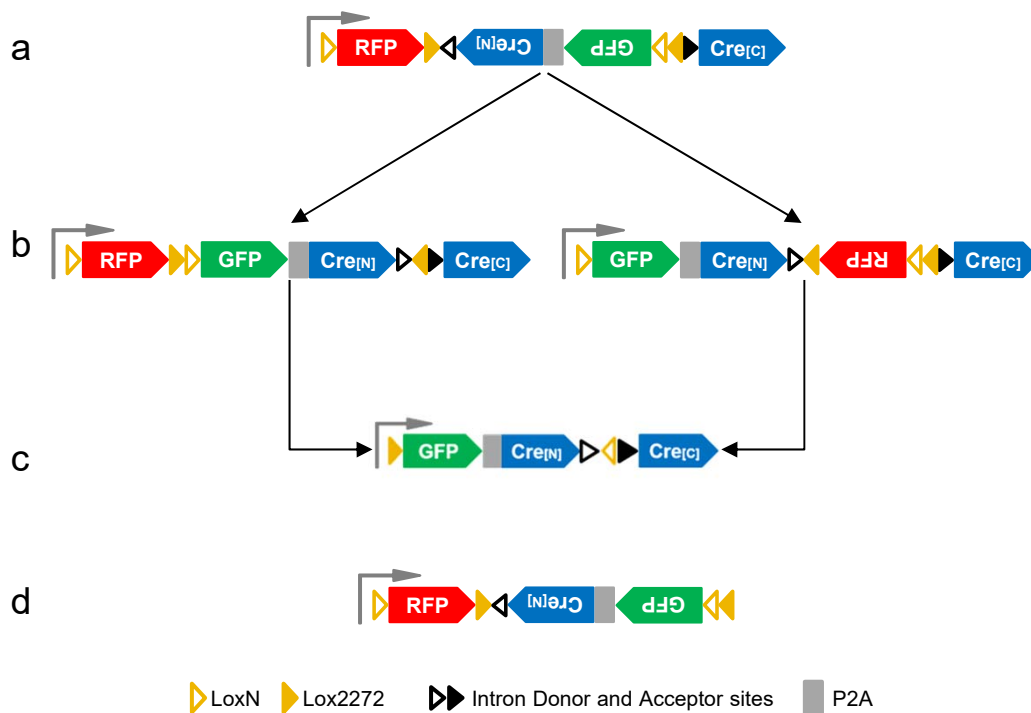 a
RFP Cre[N] GFP Cre[C]
b
RFP GFP Cre[N] Cre[C]
GFP Cre[N] RFP Cre[C]
c
GFP Cre[N] Cre[C]
d
RFP Cre[N] GFP
LoxN Lox2272 Intron Donor and Acceptor sites P2A